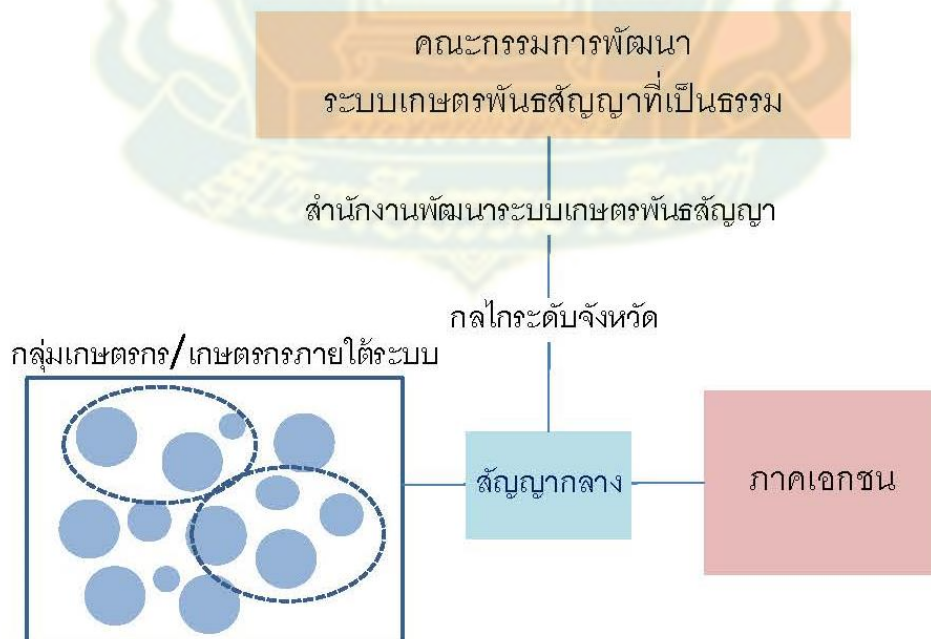 คณะกรรมการพัฒนา
ระบบเกษตรพันธสัญญาที่เป็นธรรม
สำนักงานพัฒนาระบบเกษตรพันธสัญญา
กลไกระดับจังหวัด
กลุ่มเกษตรกร/เกษตรกรภายใต้ระบบ
สัญญากลาง
ภาคเอกชน